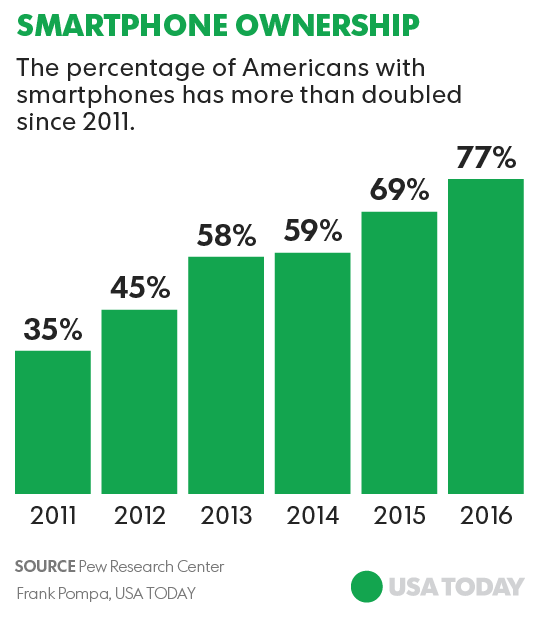 SMARTPHONE OWNERSHIP
The percentage of Americans with
smartphones has more than doubled
since 2011.
77%
69%
58%
59%
45%
35%
2011 2012 2013 2014 2015 2016
SOURCE Pew Research Center
Frank Pompa, USA TODAY
USA TODAY